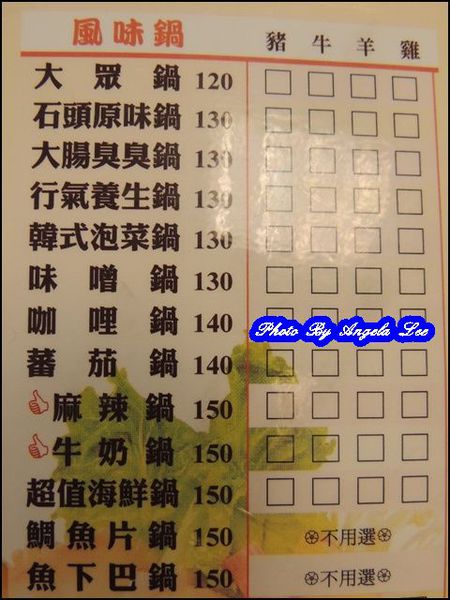 風味鍋 豬 牛 羊 雞
大眾鍋 120 □ □ □ □
石頭原味鍋 130 □ □ □ □
大腸臭臭鍋 130 □ □ □ □
行氣養生鍋 130 □ □ □ □
韓式泡菜鍋 130 □ □ □ □
味噌鍋 130 □ □ □ □
咖哩鍋 140
Photo By Angela Lee
蕃茄鍋 140 □ □ □ □
麻辣鍋 150 □ □ □ □
牛奶鍋 150 □ □ □ □
超值海鮮鍋 150 □ □ □ □
鯛魚片鍋 150 ※不用選※
魚下巴鍋 150 ※不用選※